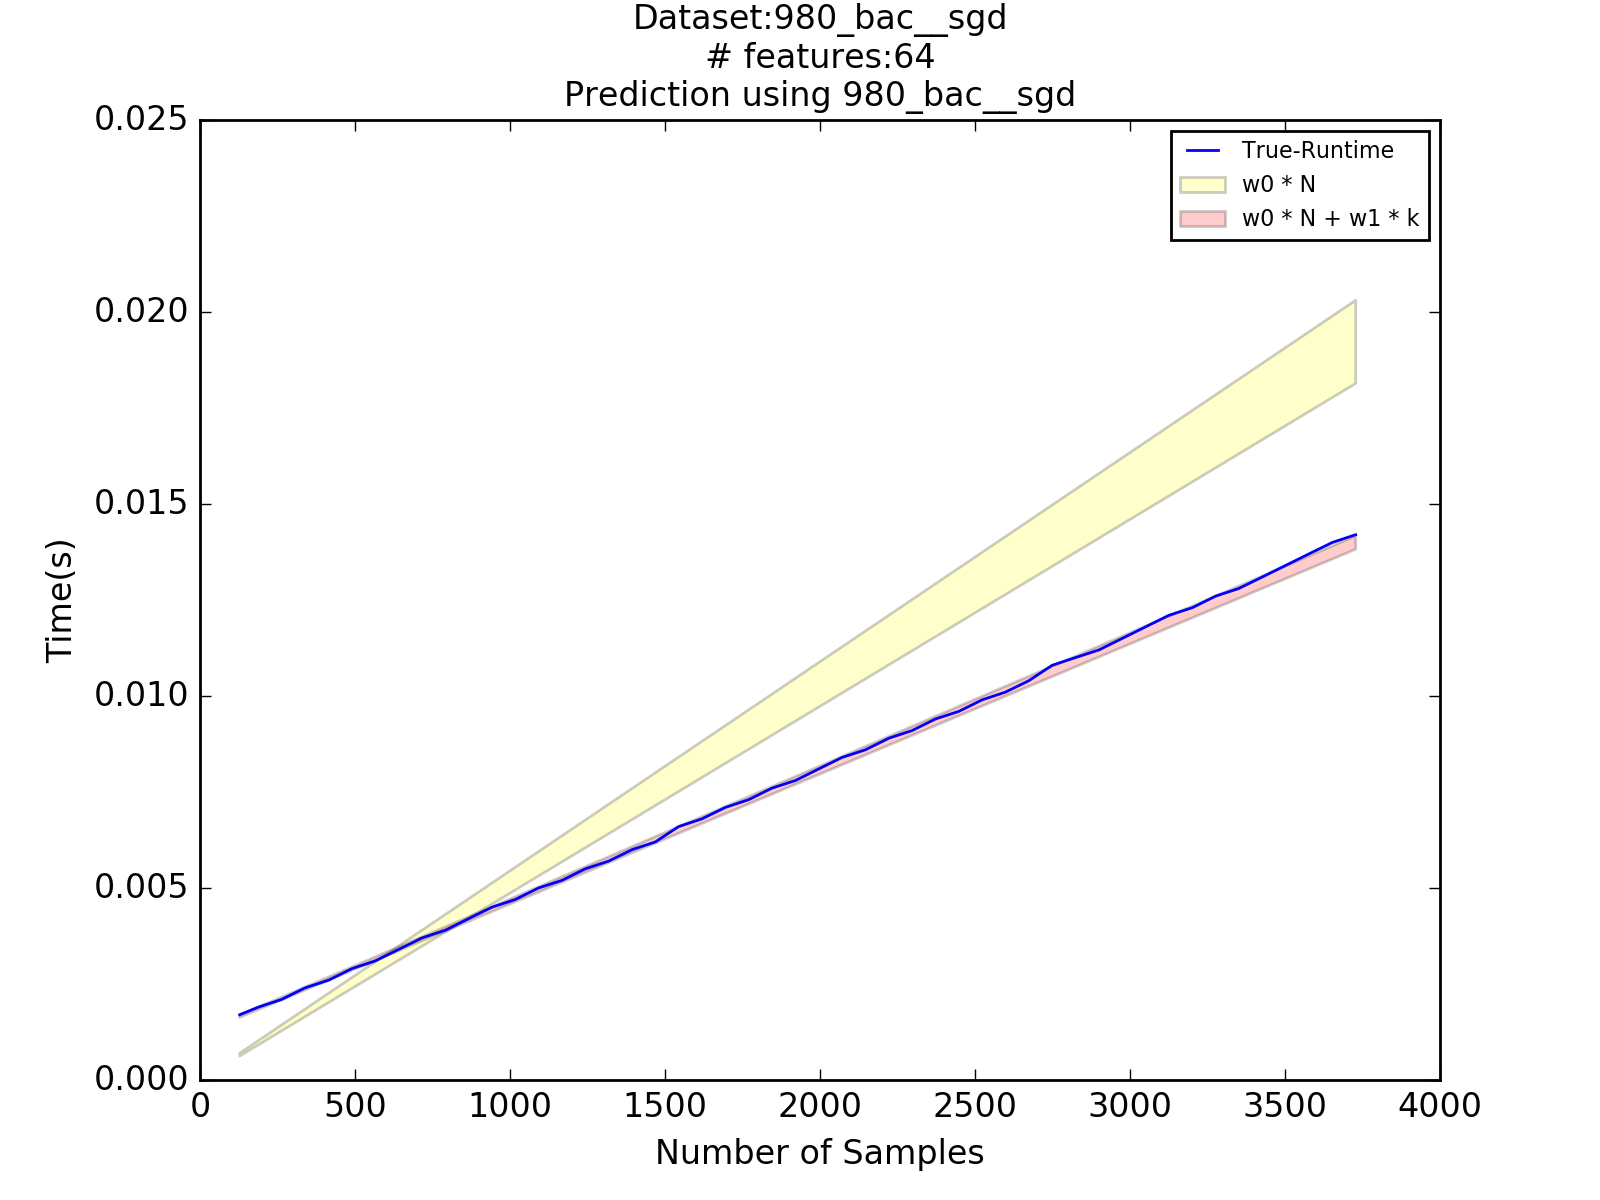 Dataset:980_bac__sgd
# features:64
Prediction using 980_bac__sgd
0.025
0.020
0.015
0.010
0.005
0.000
Time(s)
True-Runtime
w0 * N
w0 * N + w1 * k
0 500 1000 1500 2000 2500 3000 3500 4000
Number of Samples